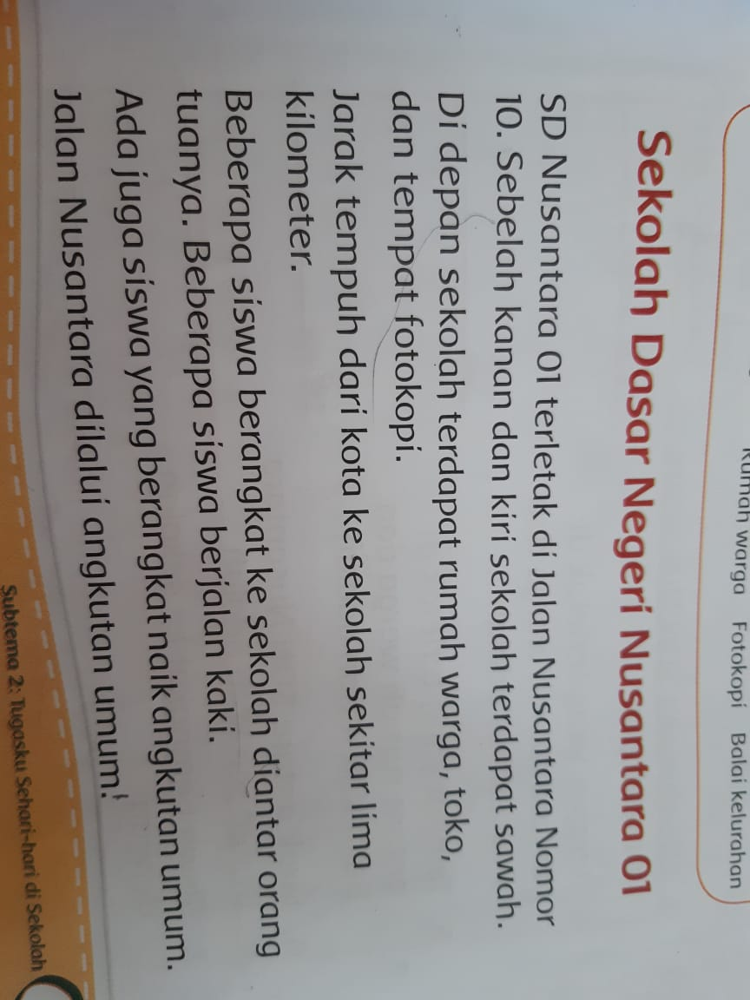 Rumah warga Fotokopi Balai kelurahan
Sekolah Dasar Negeri Nusantara 01
SD Nusantara 01 terletak di Jalan Nusantara Nomor
10. Sebelah kanan dan kiri sekolah terdapat sawah.
Di depan sekolah terdapat rumah warga, toko,
dan tempat fotokopi.
Jarak tempuh dari kota ke sekolah sekitar lima
kilometer.
Beberapa siswa berangkat ke sekolah diantar orang
tuanya. Beberapa siswa berjalan kaki.
Ada juga siswa yang berangkat naik angkutan umum.
Jalan Nusantara dilalui angkutan umum.
Subtema 2: Tugasku Sehari-hari di Sekolah